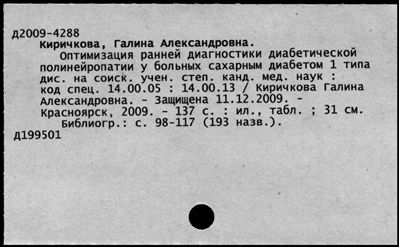 Д2009-4288
Киричкова, Галина Александровна.
Оптимизация ранней диагностики диабетической
полинейропатии у больных сахарным диабетом 1 типа
дис. на соиск. учен. степ. канд. мед. наук :
код спец. 14.00.05 : 14.00.13 / Киричкова Галина
Александровна. - Защищена 11.12.2009. -
Красноярск, 2009. - 137 с. : ил., табл. ; 31 см.
Библиогр.: с. 98-117 (193 назв.).
Д199501